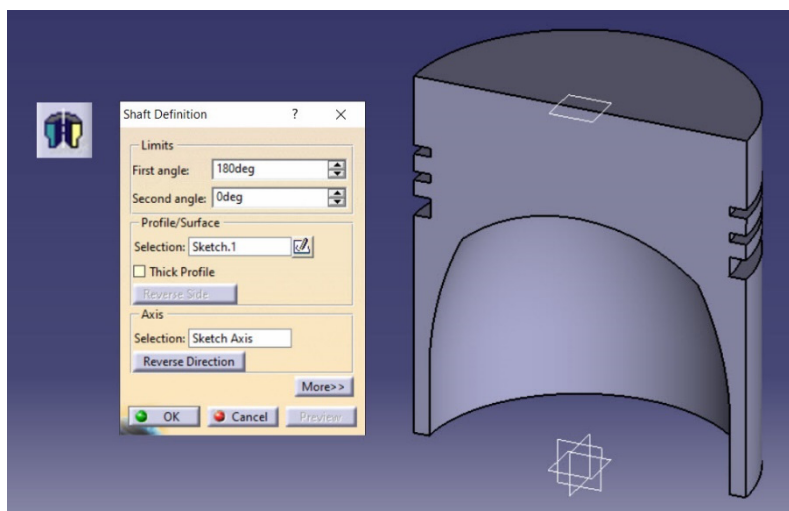 Shaft Definition ? X
Limits
First angle: 180deg
Second angle: 0deg
Profile/Surface
Selection: Sketch.1
Thick Profile
Reverse Side
Axis
Selection: Sketch Axis
Reverse Direction
More>>
OK Cancel Preview